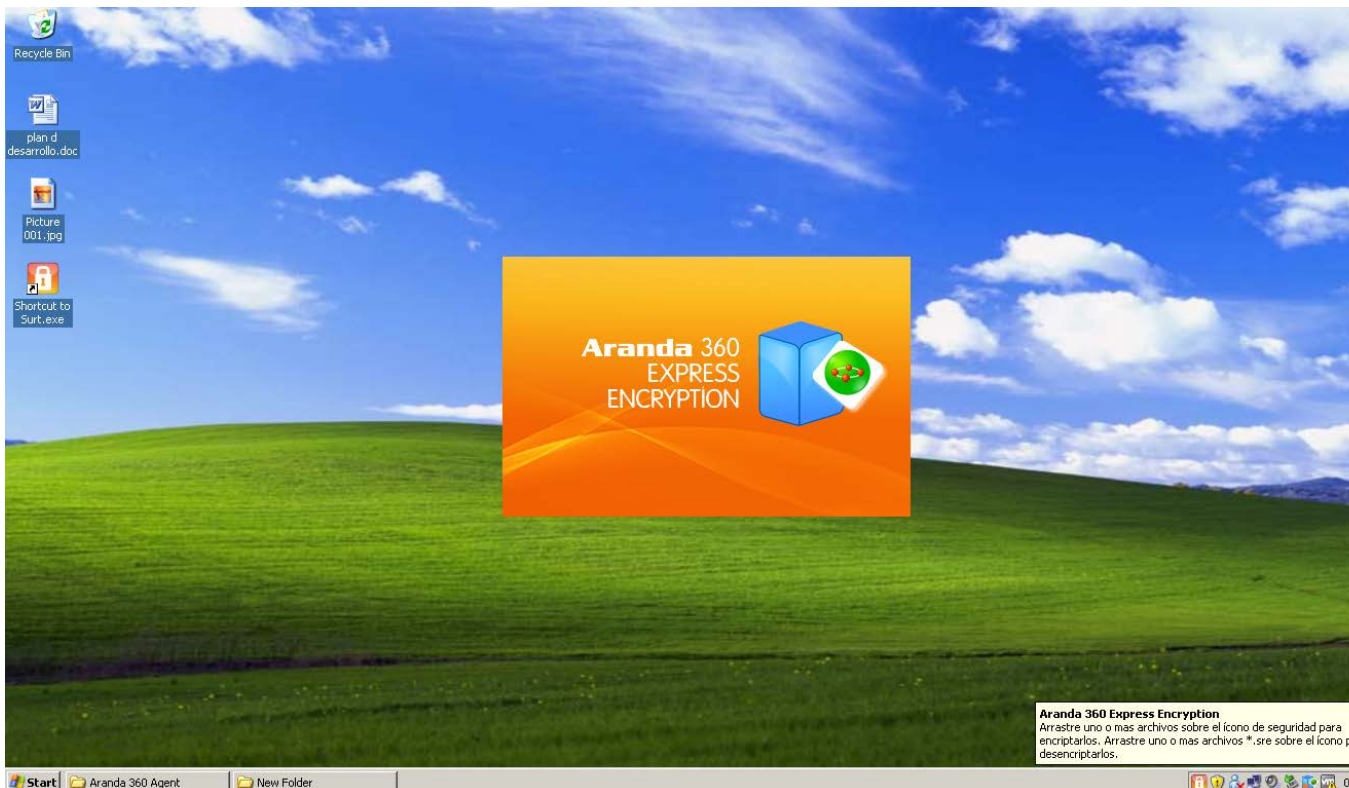 Recycle Bin
plan d
desarrollo.doc
Picture
001.jpg
Shortcut to
Surt.exe
Aranda 360
EXPRESS
ENCRYPTION
Aranda 360 Express Encryption
Arrastre uno o mas archivos sobre el ícono de seguridad para
encriptarlos. Arrastre uno o mas archivos *.sre sobre el ícono
desencriptarlos.
Start
Aranda 360 Agent
New Folder